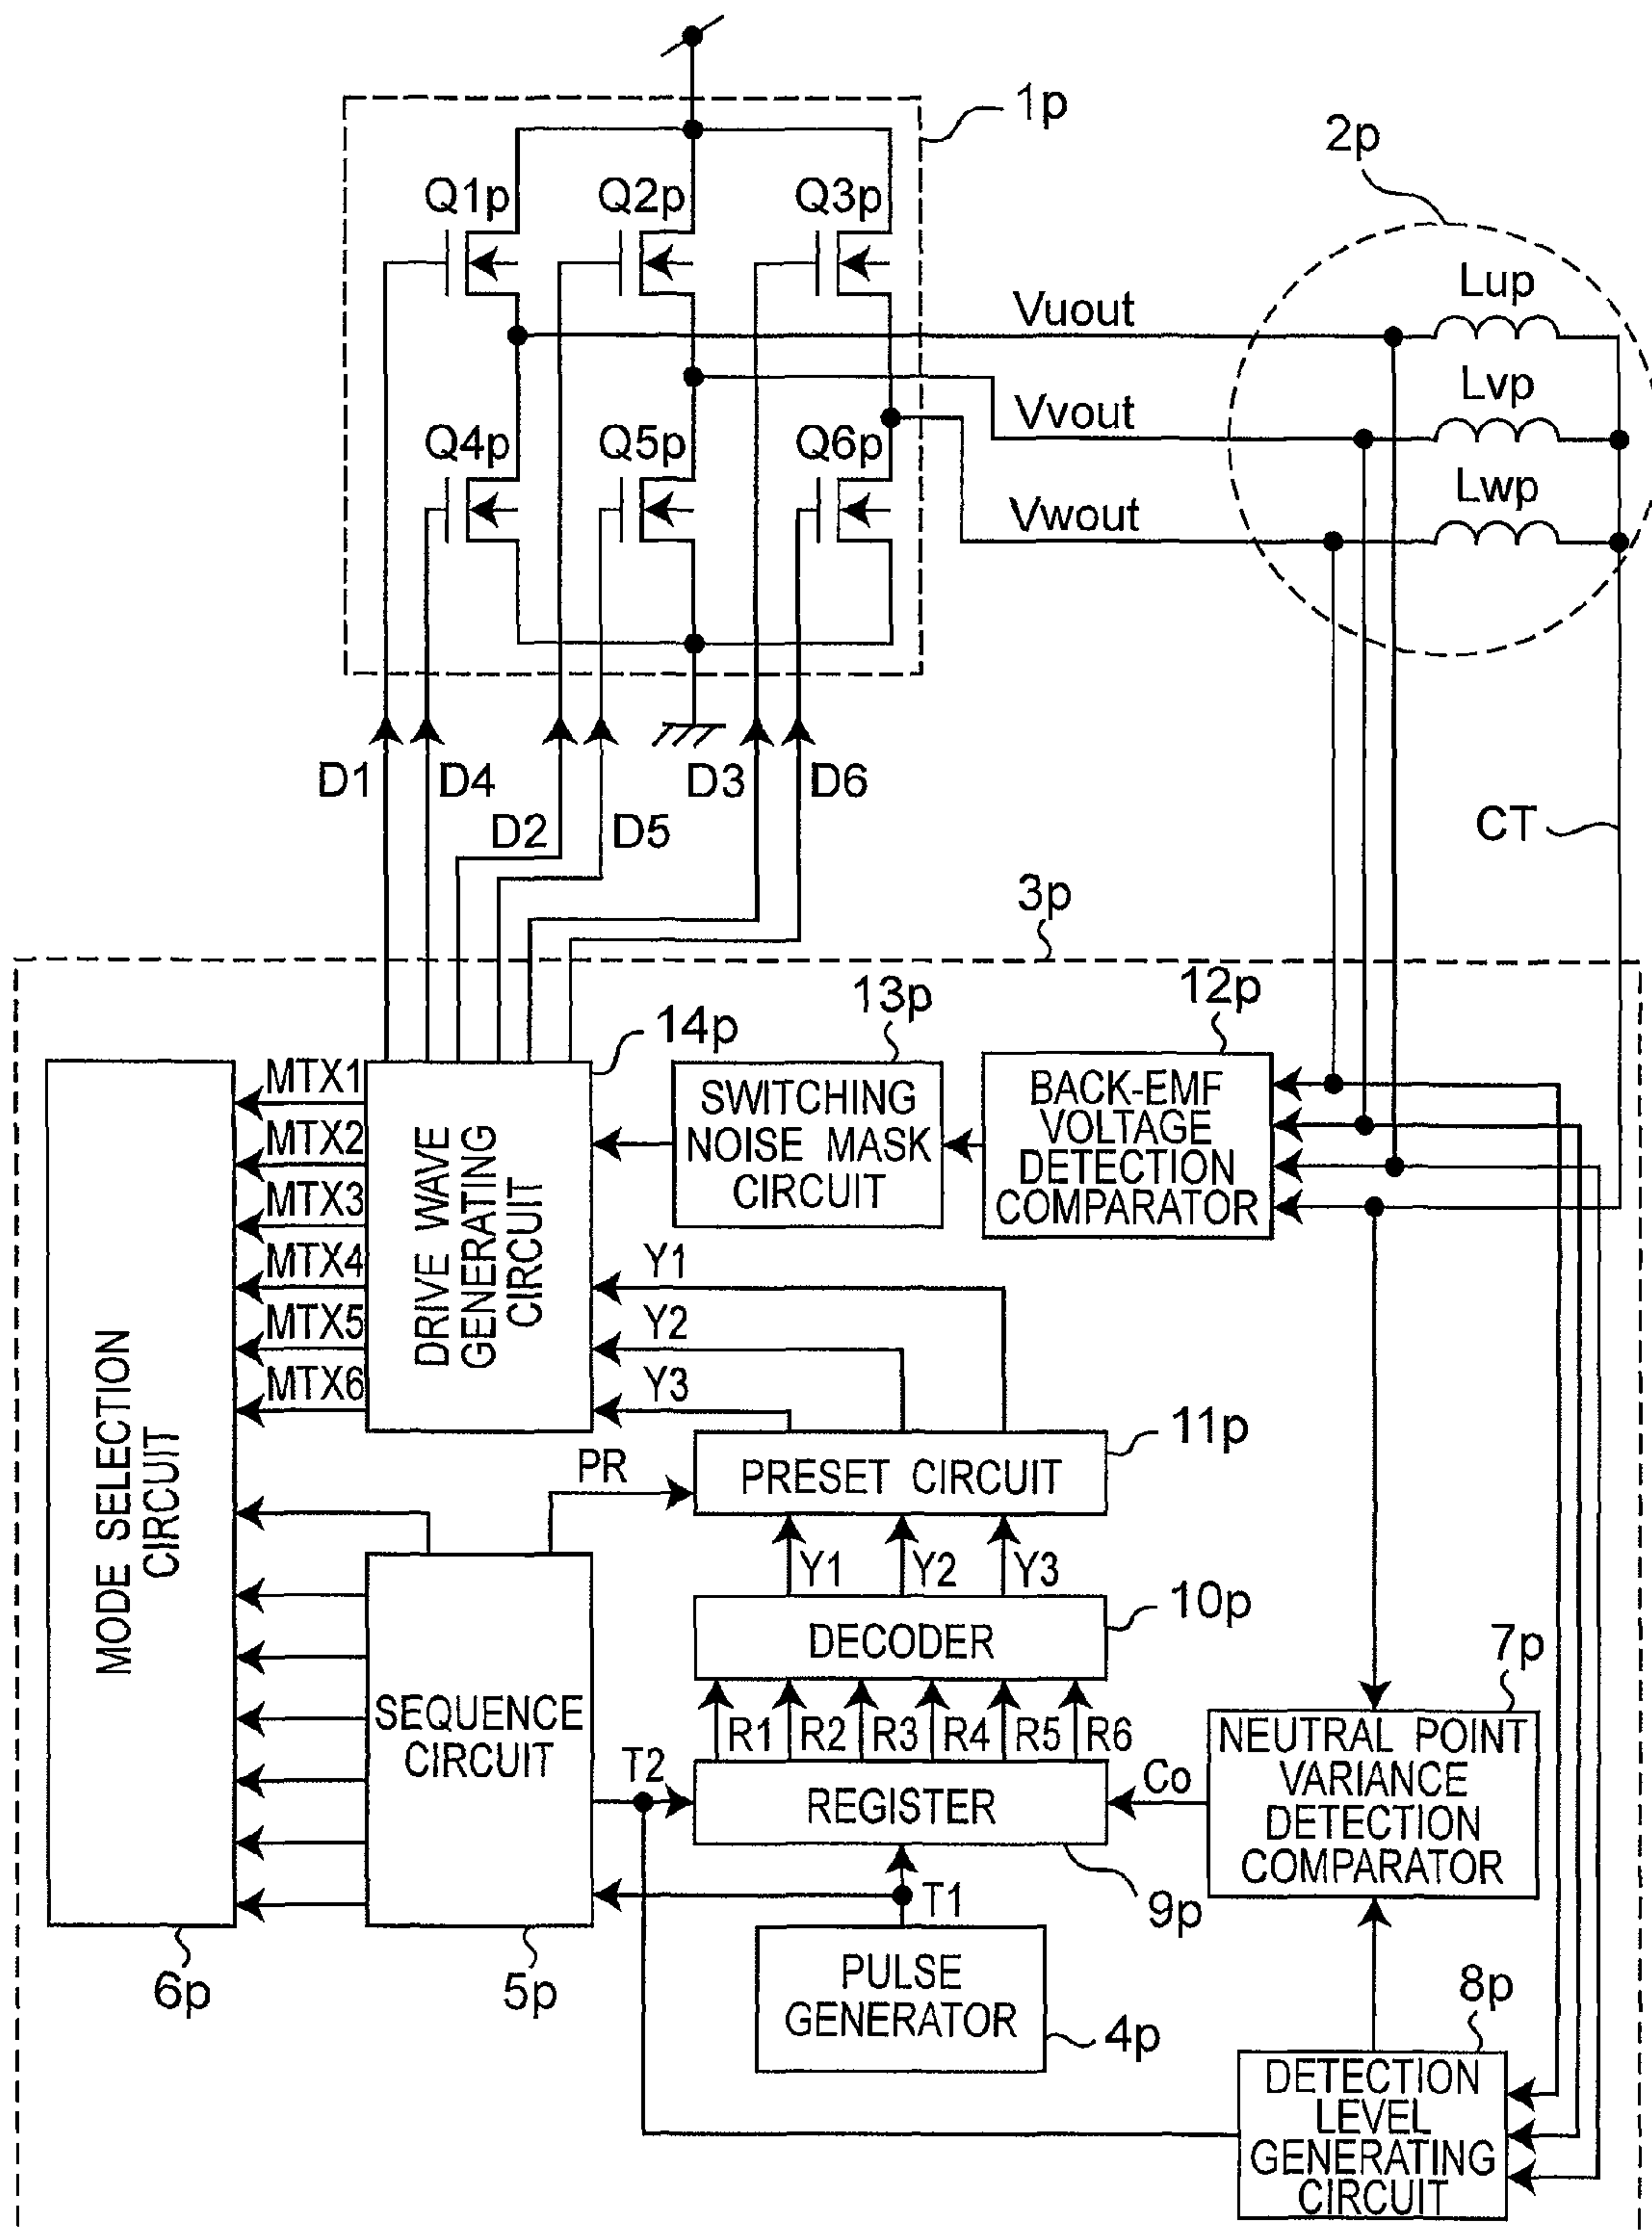 1p
2p
Q1p
Q2p
Q3p
Lup
Vuout
Lvp
Vvout
Q4p
Q5p
Q6p
Lwp
Vwout
D1
D4
D3
D6
D2
D5
CT
3p
13p
12p
14p
MTX1
MTX2
MTX3
MTX4
MTX5
MTX6
DRIVE WAVE
GENERATING
CIRCUIT
SWITCHING
NOISE MASK
CIRCUIT
BACK-EMF
VOLTAGE
DETECTION
COMPARATOR
Y1
Y2
Y3
MODE SELECTION
CIRCUIT
11p
PR
PRESET CIRCUIT
Y1
Y2
Y3
10p
DECODER
7p
SEQUENCE
CIRCUIT
R1
R2
R3
R4
R5
R6
NEUTRAL POINT
VARIANCE
DETECTION
COMPARATOR
T2
REGISTER
Co
T1
9p
6p
5p
PULSE
GENERATOR
4p
8p
DETECTION
LEVEL
GENERATING
CIRCUIT